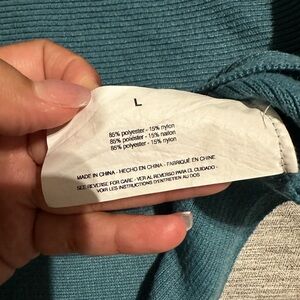 L
85% polyester - 15% nylon
85% poliéster - 15% nailon
85% polyester - 15% nylon
MADE IN CHINA - HECHO EN CHINA - FABRIQUÉ EN CHINE
SEE REVERSE FOR CARE - VER AL REVERSO PARA EL CUIDADO -
VOIR LES INSTRUCTIONS D'ENTRETIEN AU DOS